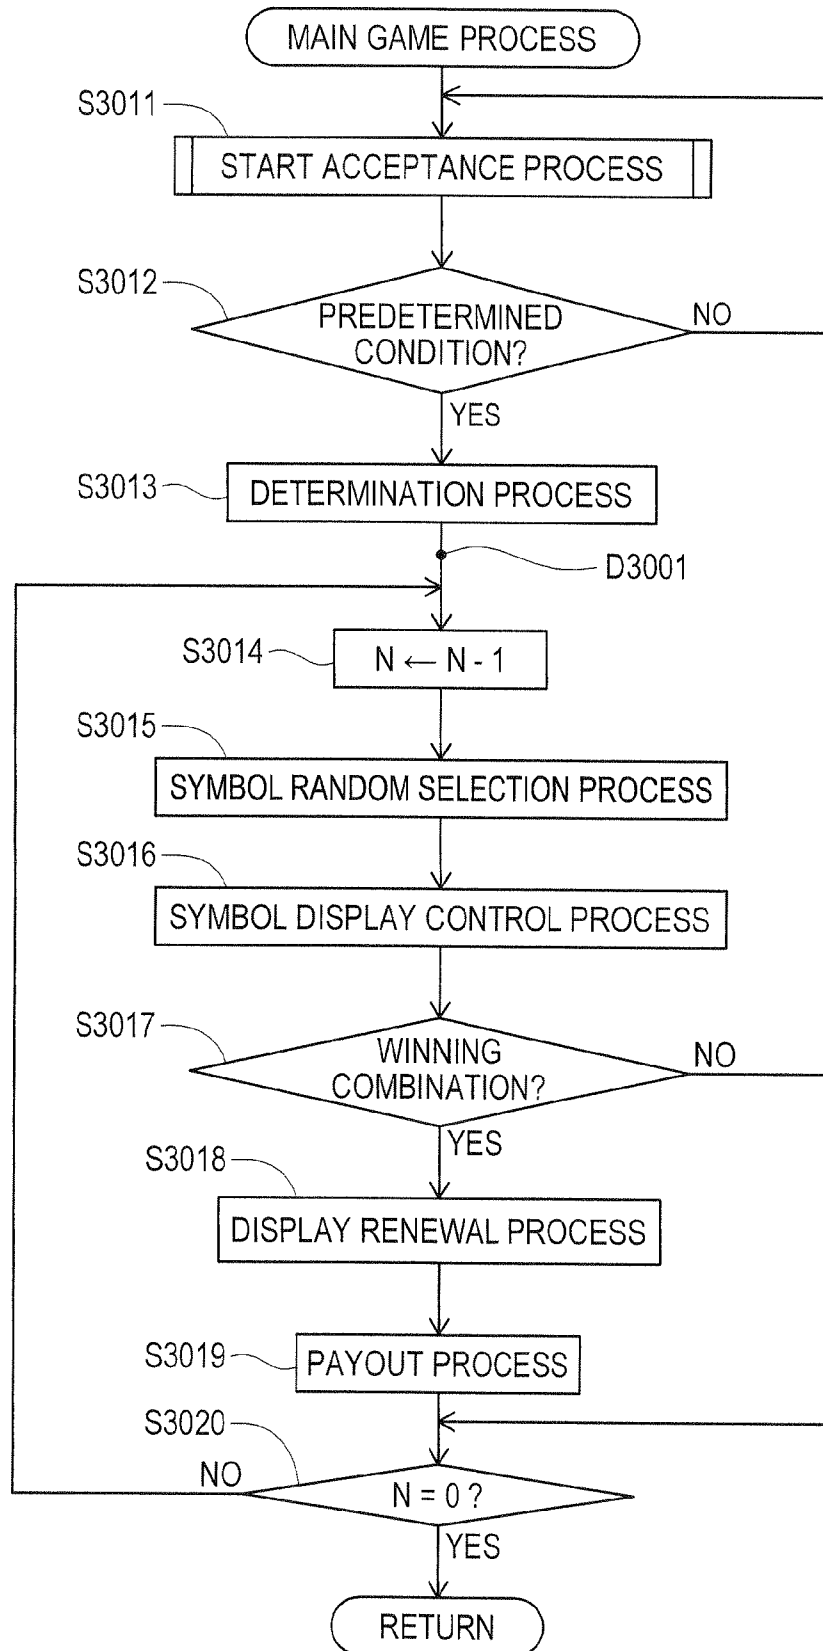 MAIN GAME PROCESS
S3011
START ACCEPTANCE PROCESS
S3012
PREDETERMINED
CONDITION?
NO
YES
S3013
DETERMINATION PROCESS
D3001
S3014
N ← N - 1
S3015
SYMBOL RANDOM SELECTION PROCESS
S3016
SYMBOL DISPLAY CONTROL PROCESS
S3017
WINNING
COMBINATION?
NO
YES
S3018
DISPLAY RENEWAL PROCESS
S3019
PAYOUT PROCESS
S3020
NO
N = 0 ?
YES
RETURN